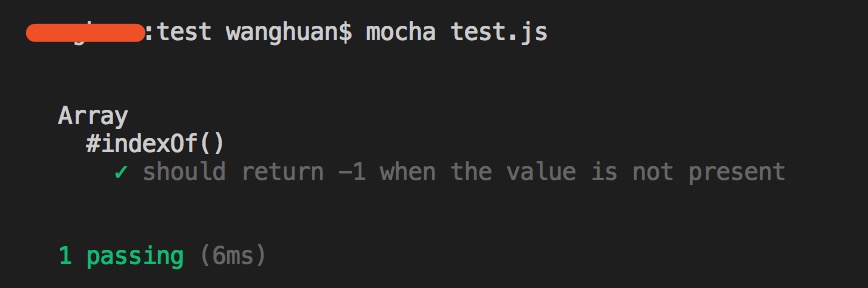 :test wanghuan$ mocha test.js
Array
#indexOf()
✓ should return -1 when the value is not present
1 passing (6ms)